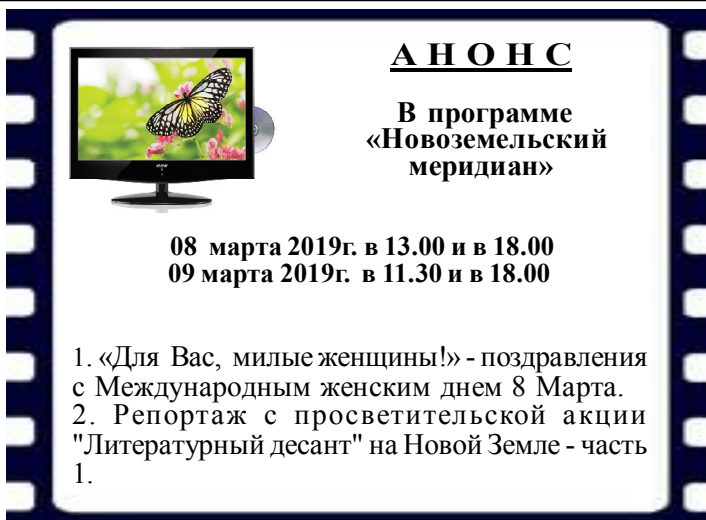 АНОНС
В программе
«Новоземельский
меридиан»
08 марта 2019г. в 13.00 и в 18.00
09 марта 2019г. в 11.30 и в 18.00
1. «Для Вас, милые женщины!» - поздравления
с Международным женским днем 8 Марта.
2. Репортаж с просветительской акции
"Литературный десант" на Новой Земле - часть
1.